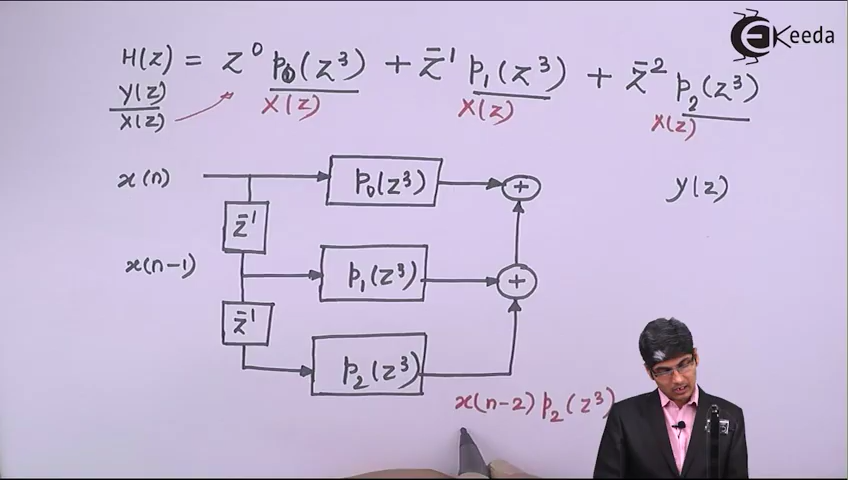 EKeeda
H(z) = z⁰ p₀(z³) + z̄¹ p₁(z³) + z̄² p₂(z³)
Y(z) X(z) X(z) X(z)
X(z)
x(n) p₀(z³) + y(z)
z̄¹
x(n-1) p₁(z³) +
z̄¹
p₂(z³)
x(n-2) p₂(z³)